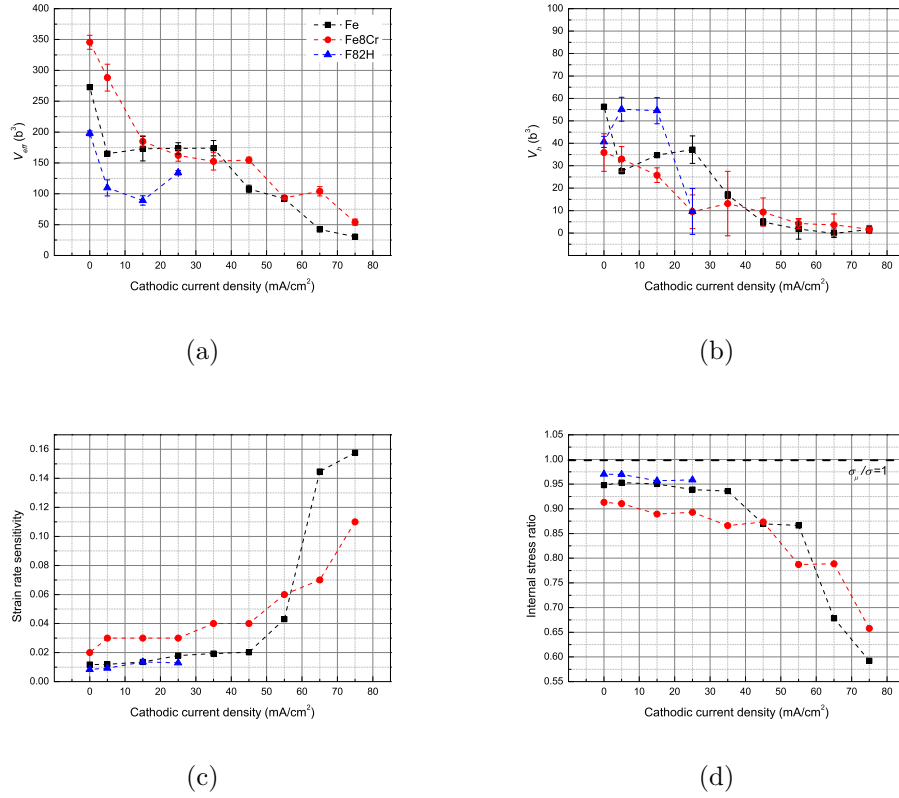 400
350
300
250
200
150
100
50
0
V_eff (b³)
Fe
Fe8Cr
F82H
0 10 20 30 40 50 60 70 80
Cathodic current density (mA/cm²)
(a)
100
90
80
70
60
50
40
30
20
10
0
V_h (b³)
0 10 20 30 40 50 60 70 80
Cathodic current density (mA/cm²)
(b)
0.16
0.14
0.12
0.10
0.08
0.06
0.04
0.02
0.00
Strain rate sensitivity
0 10 20 30 40 50 60 70 80
Cathodic current density (mA/cm²)
(c)
1.05
1.00
0.95
0.90
0.85
0.80
0.75
0.70
0.65
0.60
0.55
Internal stress ratio
σ_μ/σ=1
0 10 20 30 40 50 60 70 80
Cathodic current density (mA/cm²)
(d)